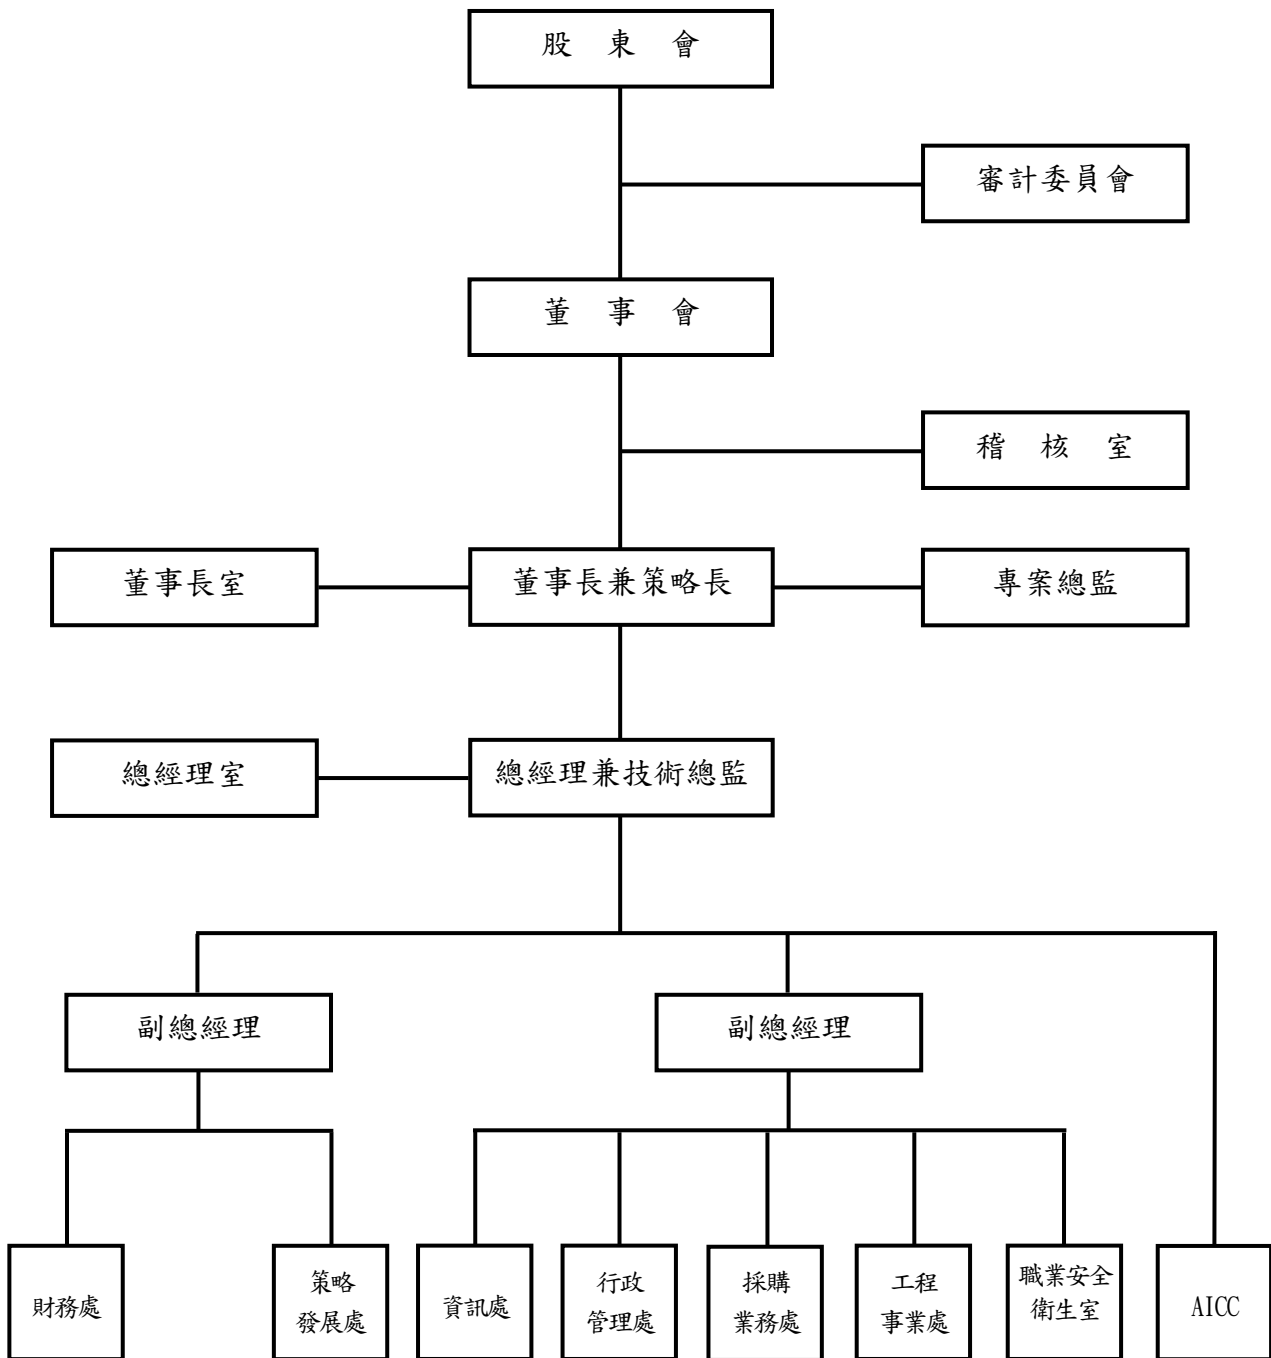 股東會
審計委員會
董事會
稽核室
董事長室
董事長兼策略長
專案總監
總經理室
總經理兼技術總監
副總經理
副總經理
財務處
策略
發展處
資訊處
行政
管理處
採購
業務處
工程
事業處
職業安全
衛生室
AICC